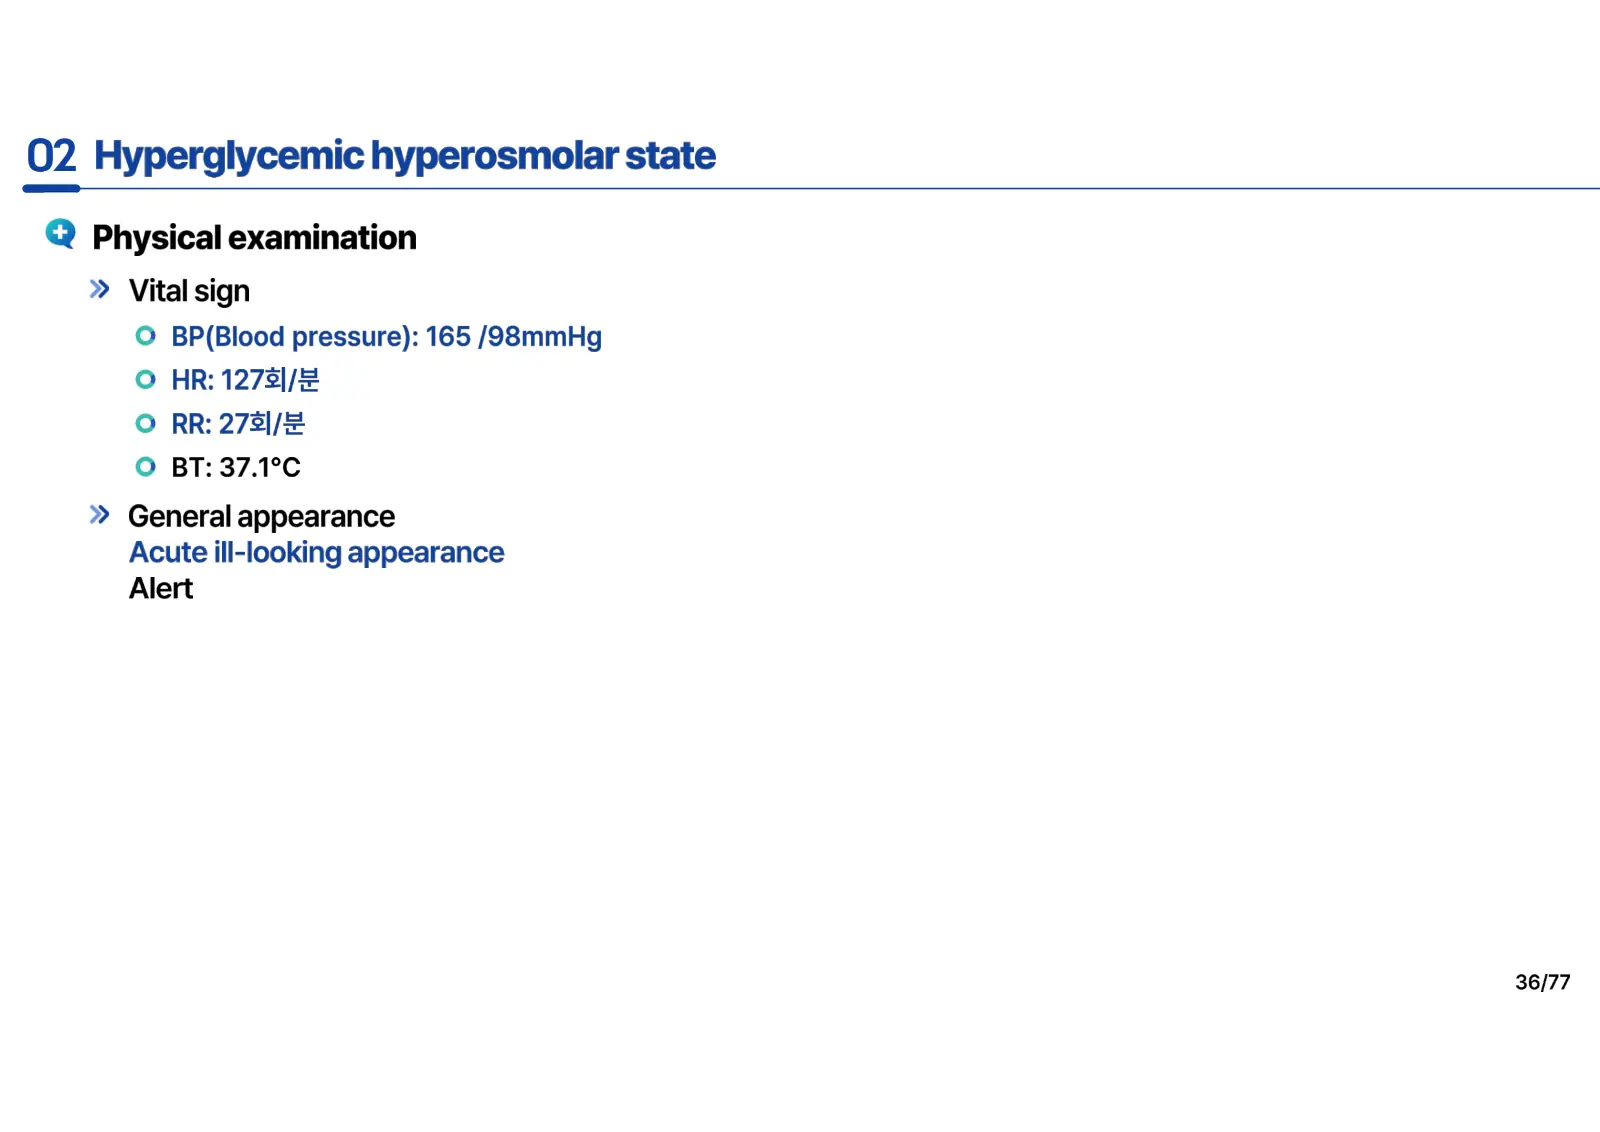 02 Hyperglycemic hyperosmolar state
Physical examination
Vital sign
BP(Blood pressure): 165 /98mmHg
HR: 127회/분
RR: 27회/분
BT: 37.1°C
General appearance
Acute ill-looking appearance
Alert
36/77